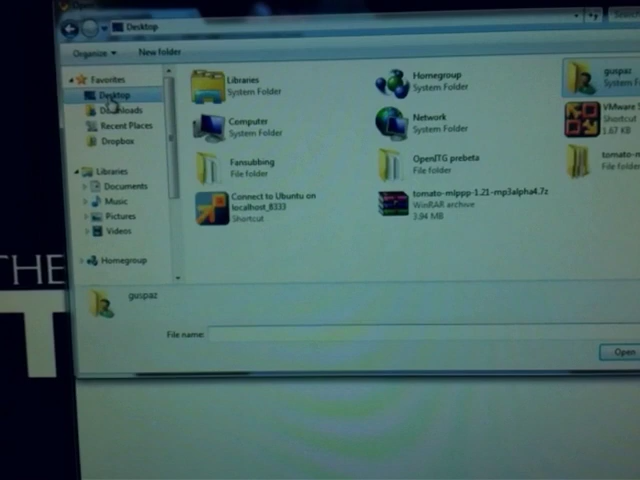 Open
Desktop
Organize
New folder
Favorites
Desktop
Downloads
Recent Places
Dropbox
Libraries
Documents
Music
Pictures
Videos
Homegroup
Libraries
System Folder
Homegroup
System Folder
guspaz
System F
Computer
System Folder
Network
System Folder
VMware
Shortcut
1.67 KB
Fansubbing
File folder
OpenITG prebeta
File folder
tomato-m
File folder
Connect to Ubuntu on
localhost_8333
Shortcut
tomato-mlppp-1.21-mp3alpha4.7z
WinRAR archive
3.94 MB
guspaz
File name:
Open
THE
T